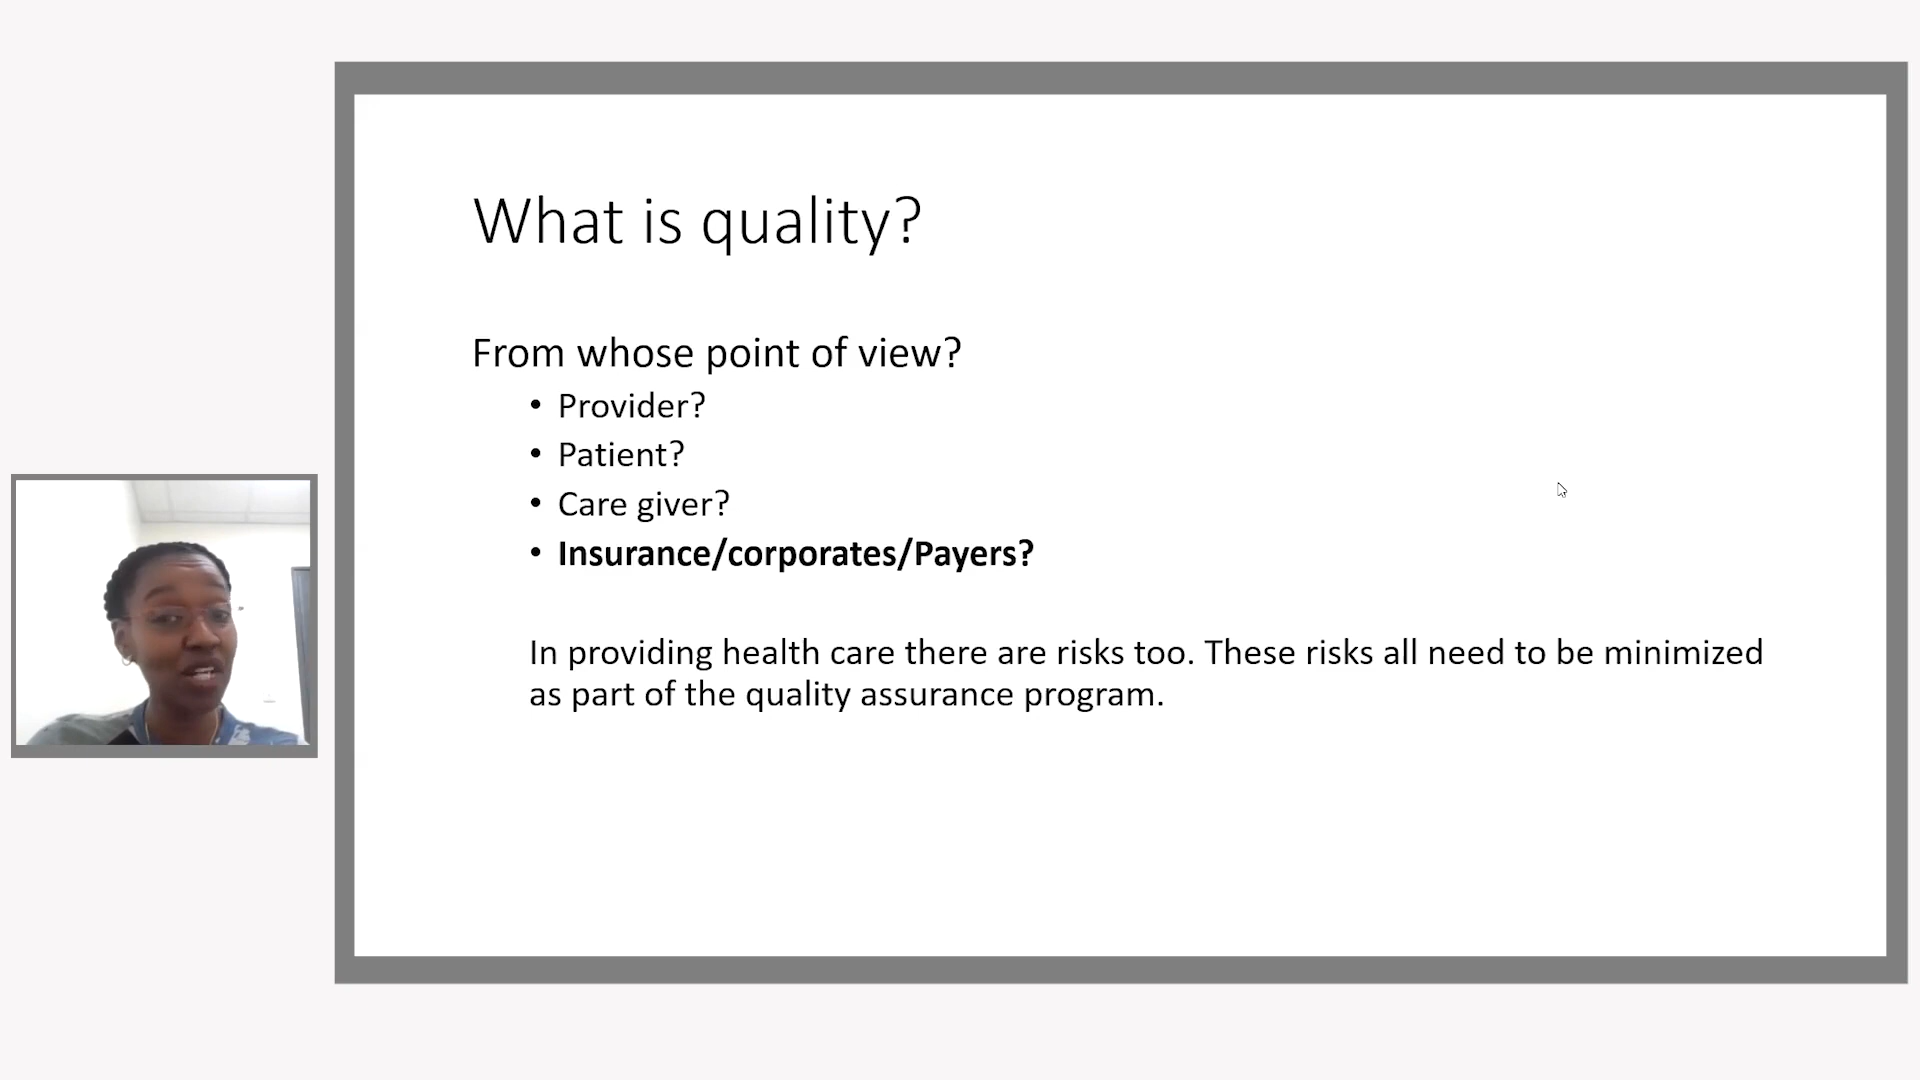 What is quality?
From whose point of view?
• Provider?
• Patient?
• Care giver?
• Insurance/corporates/Payers?
In providing health care there are risks too. These risks all need to be minimized
as part of the quality assurance program.